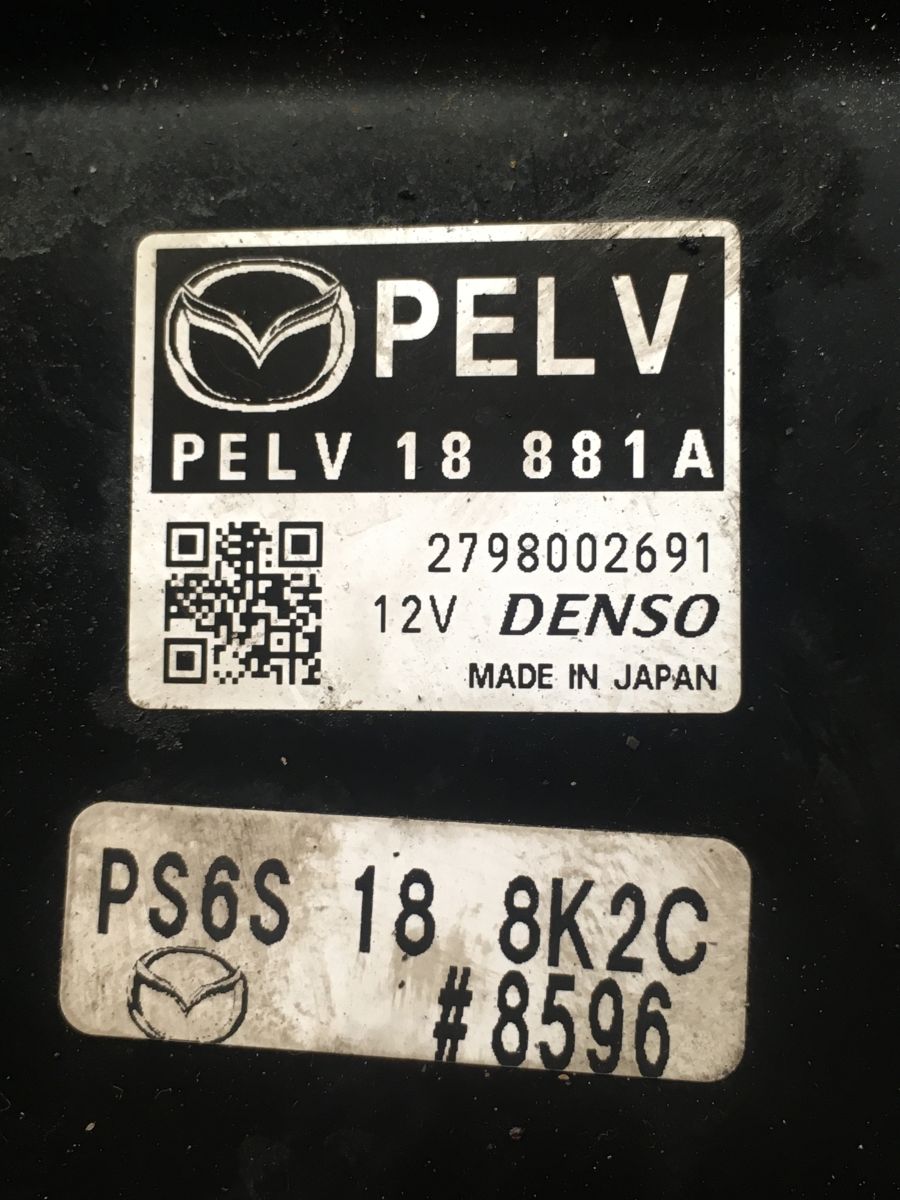 PELV
PELV 18 881A
2798002691
12V DENSO
MADE IN JAPAN
PS6S 18 8K2C
#8596